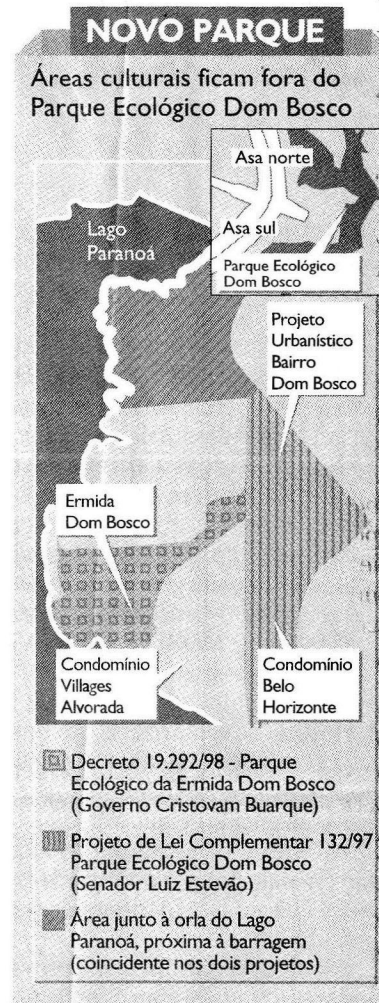 NOVO PARQUE
Áreas culturais ficam fora do
Parque Ecológico Dom Bosco
Asa norte
Lago
Paranoá
Asa sul
Parque Ecológico
Dom Bosco
Projeto
Urbanístico
Bairro
Dom Bosco
Ermida
Dom Bosco
Condomínio
Villages
Alvorada
Condomínio
Belo
Horizonte
Decreto 19.292/98 - Parque
Ecológico da Ermida Dom Bosco
(Governo Cristovam Buarque)
Projeto de Lei Complementar 132/97
Parque Ecológico Dom Bosco
(Senador Luiz Estevão)
Área junto à orla do Lago
Paranoá, próxima à barragem
(coincidente nos dois projetos)